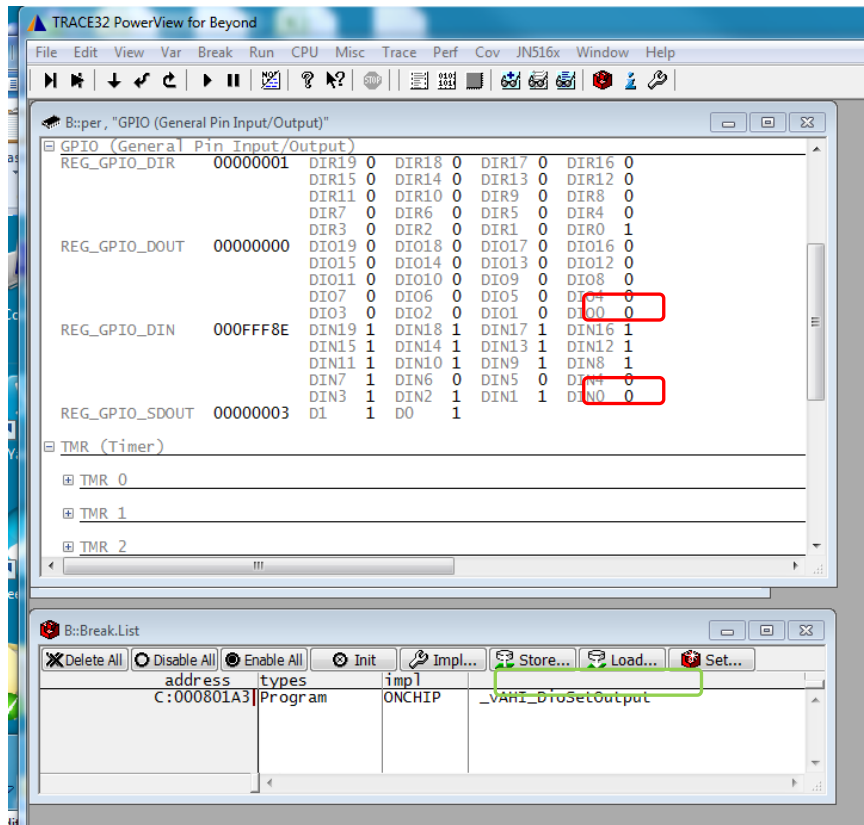 TRACE32 PowerView for Beyond
File Edit View Var Break Run CPU Misc Trace Perf Cov JN516x Window Help
B::per , "GPIO (General Pin Input/Output)"
GPIO (General Pin Input/Output)
REG_GPIO_DIR 00000001 DIR19 0 DIR18 0 DIR17 0 DIR16 0
DIR15 0 DIR14 0 DIR13 0 DIR12 0
DIR11 0 DIR10 0 DIR9 0 DIR8 0
DIR7 0 DIR6 0 DIR5 0 DIR4 0
DIR3 0 DIR2 0 DIR1 0 DIR0 1
REG_GPIO_DOUT 00000000 DIO19 0 DIO18 0 DIO17 0 DIO16 0
DIO15 0 DIO14 0 DIO13 0 DIO12 0
DIO11 0 DIO10 0 DIO9 0 DIO8 0
DIO7 0 DIO6 0 DIO5 0 DIO4 0
DIO3 0 DIO2 0 DIO1 0 DIO0 0
REG_GPIO_DIN 000FFF8E DIN19 1 DIN18 1 DIN17 1 DIN16 1
DIN15 1 DIN14 1 DIN13 1 DIN12 1
DIN11 1 DIN10 1 DIN9 1 DIN8 1
DIN7 1 DIN6 0 DIN5 0 DIN4 0
DIN3 1 DIN2 1 DIN1 1 DIN0 0
REG_GPIO_SDOUT 00000003 D1 1 D0 1
TMR (Timer)
TMR 0
TMR 1
TMR 2
B::Break.List
Delete All Disable All Enable All Init Impl... Store... Load... Set...
address types impl
C:000801A3 Program ONCHIP _vAHI_DioSetOutput